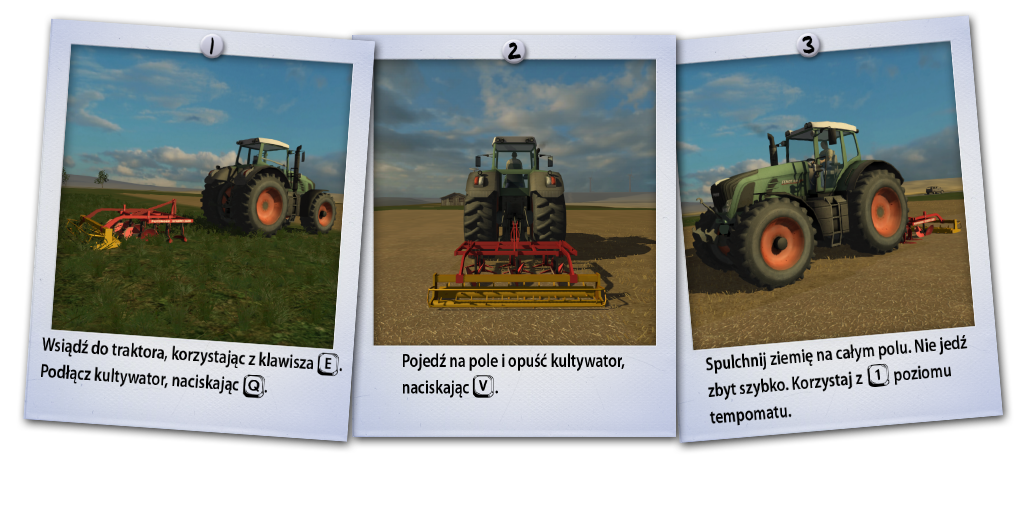 1
Wsiądź do traktora, korzystając z klawisza E.
Podłącz kultywator, naciskając Q.
2
Pojedź na pole i opuść kultywator,
naciskając V.
3
Spulchnij ziemię na całym polu. Nie jedź
zbyt szybko. Korzystaj z 1 poziomu
tempomatu.